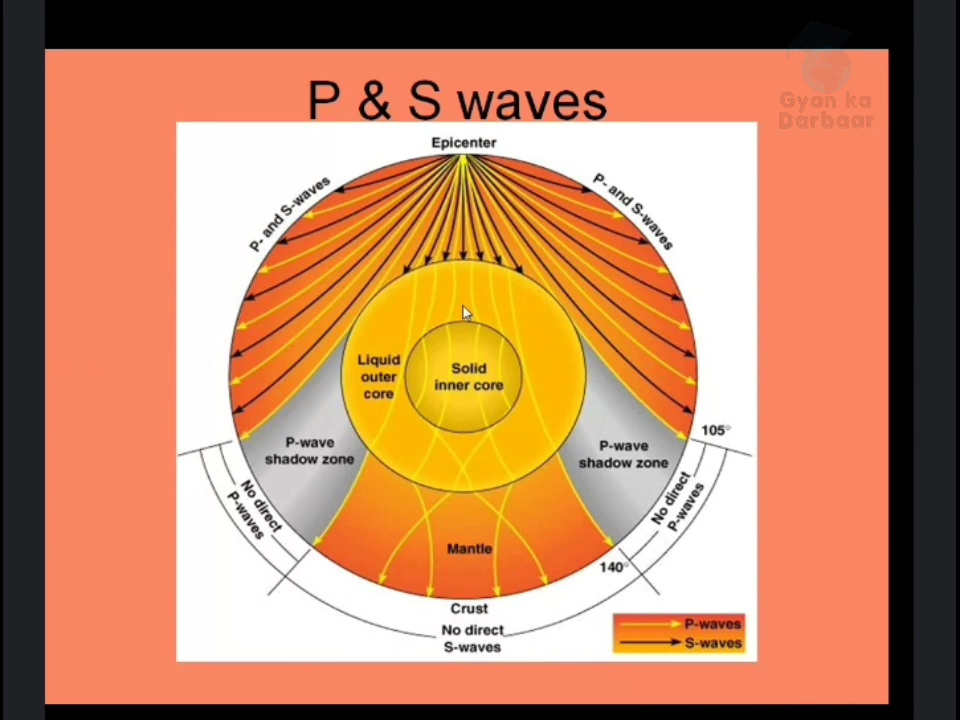 Gyan ka
Darbaar
P & S waves
Epicenter
P- and S-waves
P- and S-waves
Liquid
outer
core
Solid
inner core
P-wave
shadow zone
P-wave
shadow zone
105°
No direct
P-waves
No direct
P-waves
Mantle
140°
Crust
No direct
S-waves
P-waves
S-waves